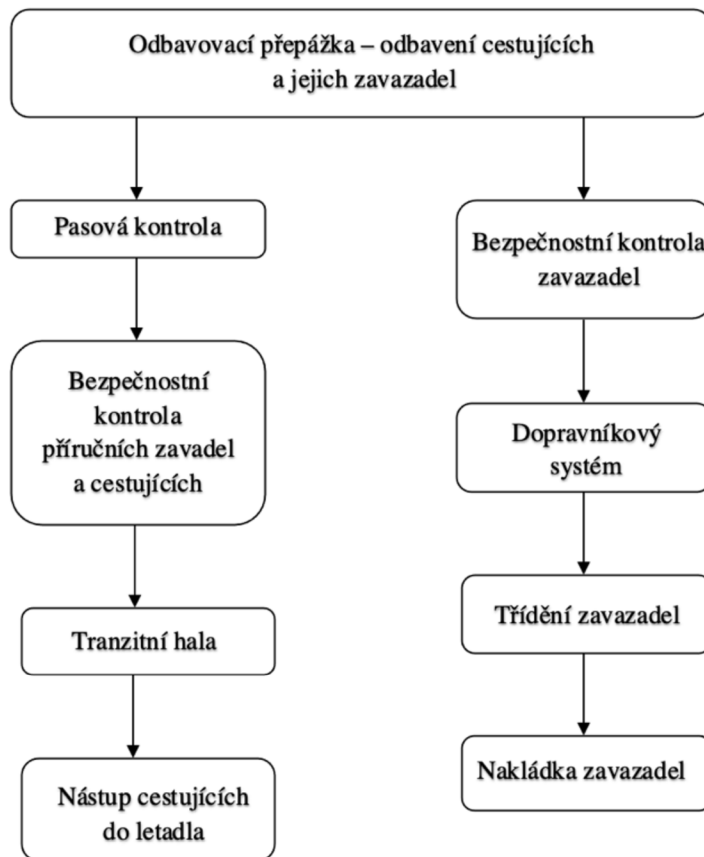 Odbavovací přepážka – odbavení cestujících
a jejich zavazadel
Pasová kontrola
Bezpečnostní
kontrola
příručních zavadel
a cestujících
Tranzitní hala
Nástup cestujících
do letadla
Bezpečnostní kontrola
zavazadel
Dopravníkový
systém
Třídění zavazadel
Nakládka zavazadel